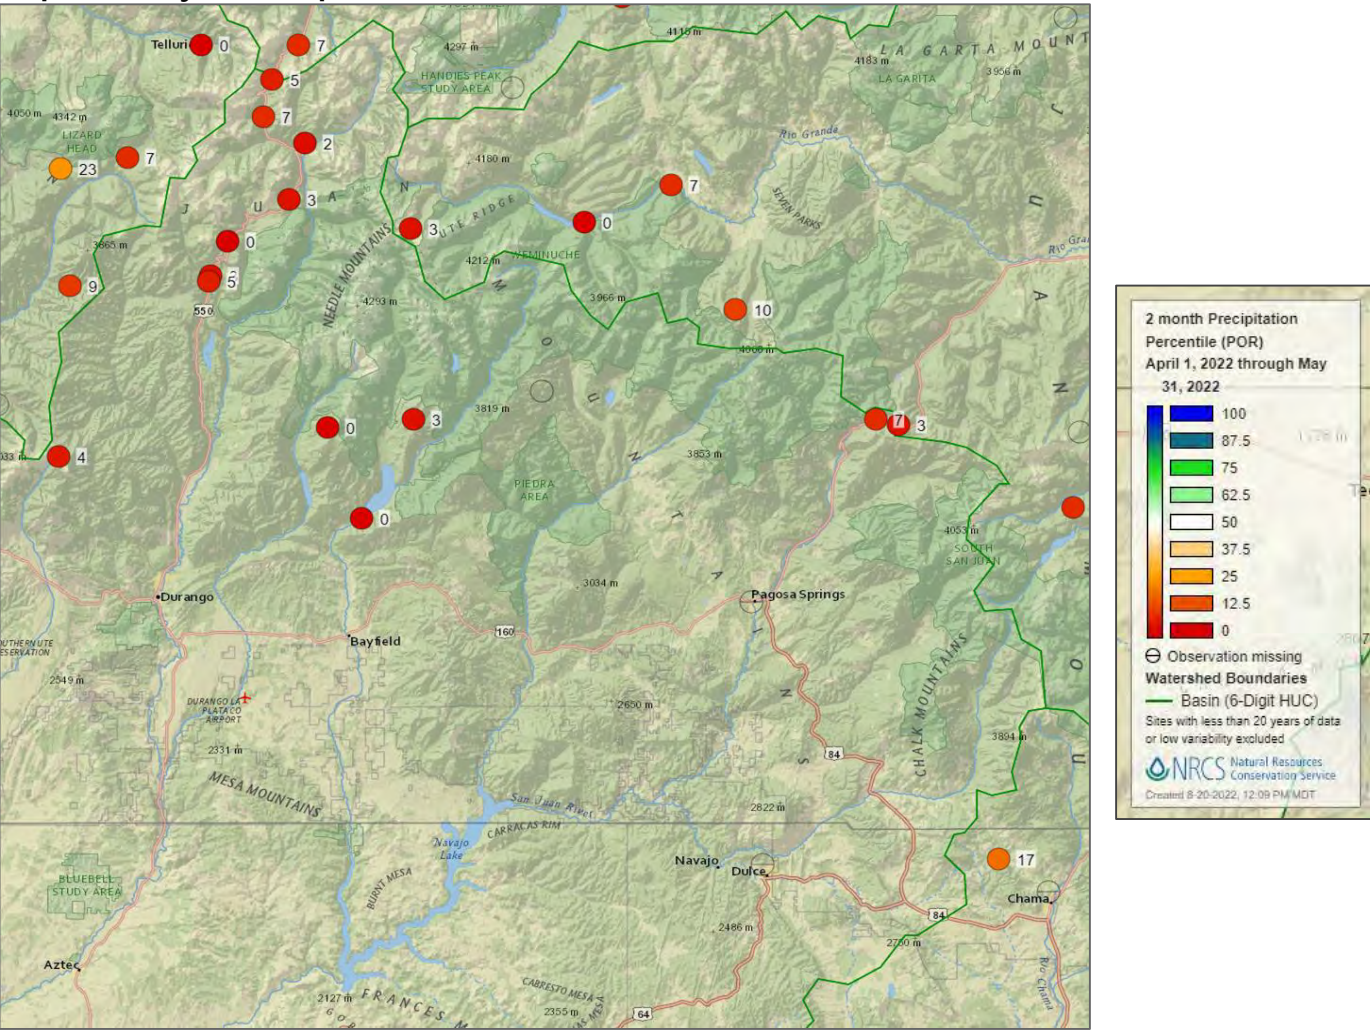 Telluri
0
7
4297 m
4110 m
LA GARITA MOUNT
4183 m
LA GARITA
3956 m
HANDIES PEAK
STUDY AREA
5
4050 m
4342 m
7
LIZARD
HEAD
2
Rio Grande
23
7
4180 m
7
SEVEN PARKS
J U A N
3
UTE RIDGE
3
0
0
3865 m
NEEDLE MOUNTAINS
4212 m
WEMINUCHE
Rio Gra
5
9
4293 m
3966 m
10
550
M O U N T A I N S
4000 m
3819 m
0
3
7
3
4
3853 m
PIEDRA
AREA
0
4053 m
SOUTH
SAN JUAN
3034 m
Durango
Pagosa Springs
160
Bayfield
2549 m
DURANGO LA
PLATA CO
AIRPORT
2650 m
CHALK MOUNTAINS
2331 m
84
3894 m
MESA MOUNTAINS
San Juan River
2822 m
CARRACAS RIM
Navajo
Lake
Navajo
Dulce
17
BLUEBELL
STUDY AREA
BURNT MESA
Chama
84
2486 m
2750 m
Aztec
CABRESTO MESA
Rio Chama
2127 m
FRANCES M
2355 m
64
2 month Precipitation
Percentile (POR)
April 1, 2022 through May
31, 2022
100
87.5
75
62.5
50
37.5
25
12.5
0
Observation missing
Watershed Boundaries
Basin (6-Digit HUC)
Sites with less than 20 years of data
or low variability excluded
NRCS Natural Resources
Conservation Service
Created 8-20-2022, 12:09 PM MDT